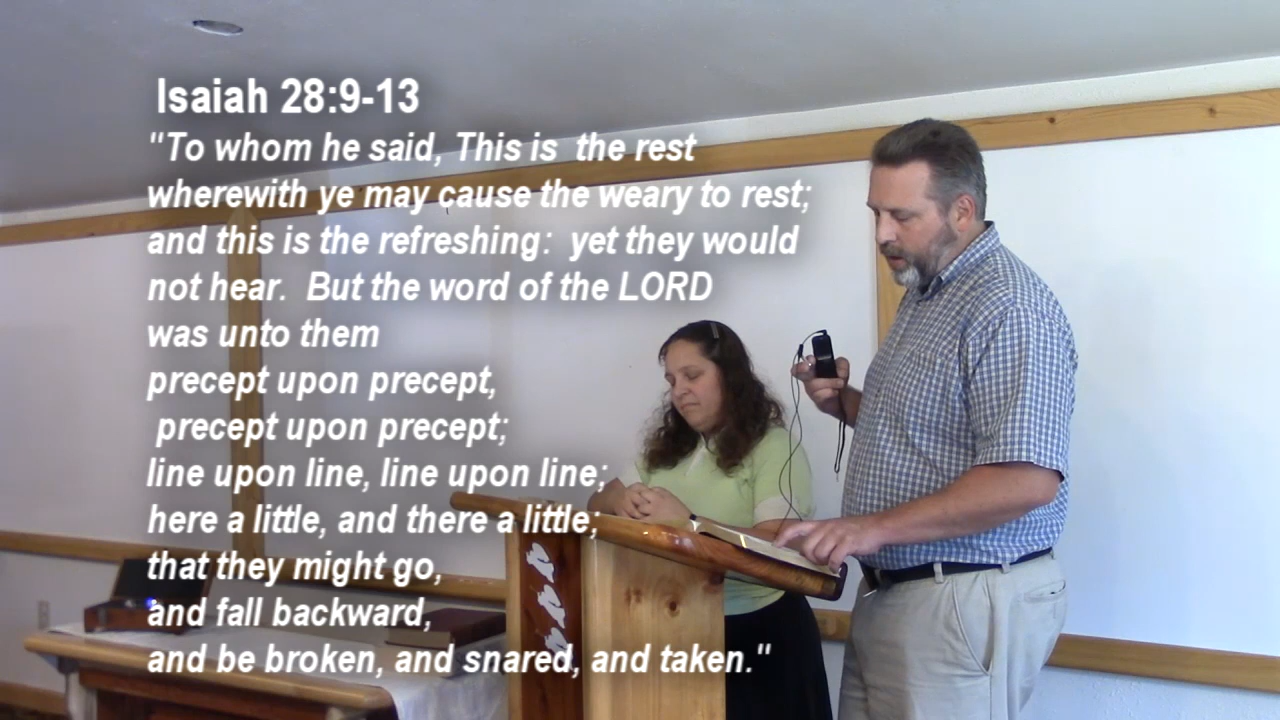 Isaiah 28:9-13
"To whom he said, This is the rest
wherewith ye may cause the weary to rest;
and this is the refreshing: yet they would
not hear. But the word of the LORD
was unto them
precept upon precept,
precept upon precept;
line upon line, line upon line;
here a little, and there a little;
that they might go,
and fall backward,
and be broken, and snared, and taken."